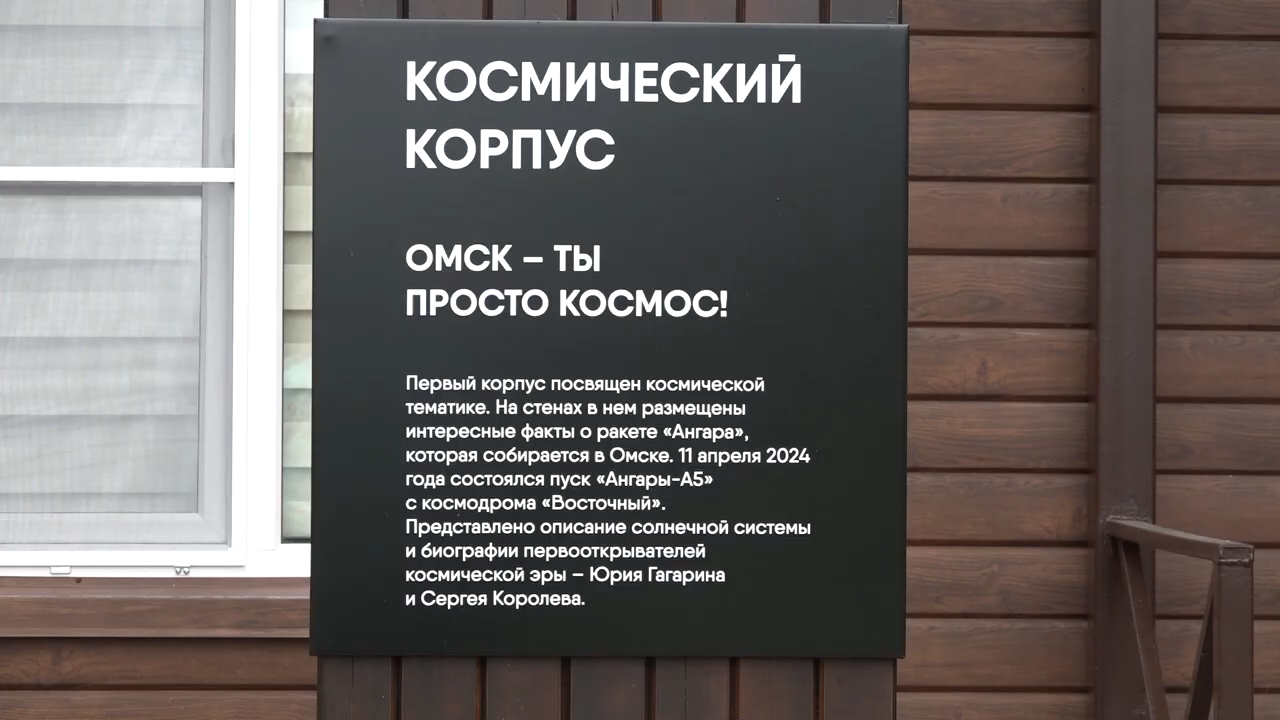 КОСМИЧЕСКИЙ
КОРПУС
ОМСК – ТЫ
ПРОСТО КОСМОС!
Первый корпус посвящен космической
тематике. На стенах в нем размещены
интересные факты о ракете «Ангара»,
которая собирается в Омске. 11 апреля 2024
года состоялся пуск «Ангары-А5»
с космодрома «Восточный».
Представлено описание солнечной системы
и биографии первооткрывателей
космической эры – Юрия Гагарина
и Сергея Королева.